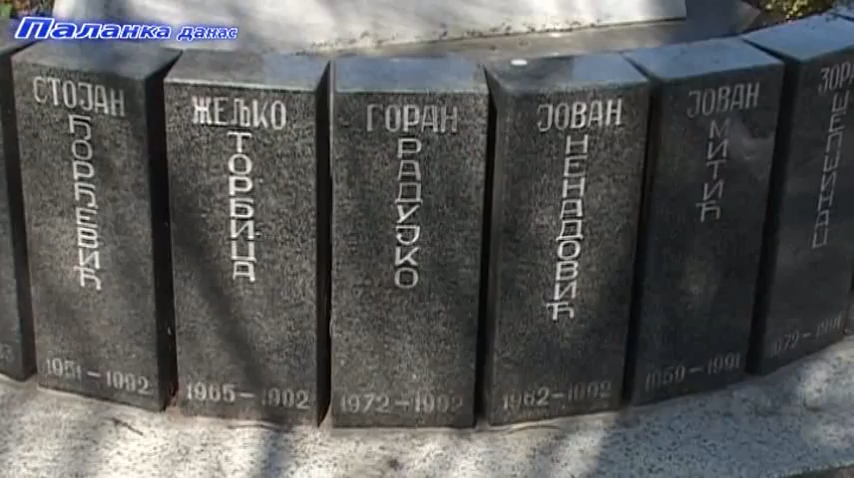 Паланка данас
СТОЈАН
ЂОРЂЕВИЋ
1951-1992
ЖЕЉКО
ТОРБИЦА
1965-1992
ГОРАН
РАДУЈКО
1972-1992
ЈОВАН
НЕНАДОВИЋ
1962-1992
ЈОВАН
МИТИЋ
1959-1991
ЗОРА